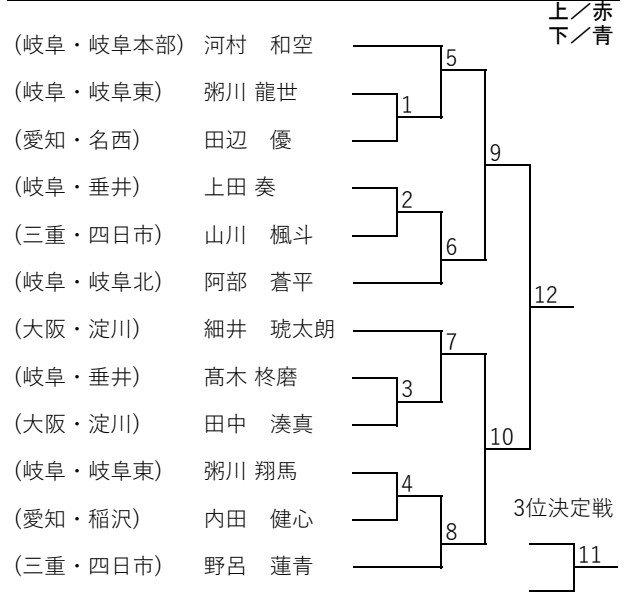 上／赤
下／青
(岐阜・岐阜本部) 河村　和空
(岐阜・岐阜東) 粥川 龍世
(愛知・名西) 田辺　優
(岐阜・垂井) 上田 奏
(三重・四日市) 山川　楓斗
(岐阜・岐阜北) 阿部　蒼平
(大阪・淀川) 細井　琥太朗
(岐阜・垂井) 髙木 柊磨
(大阪・淀川) 田中　湊真
(岐阜・岐阜東) 粥川 翔馬
(愛知・稲沢) 内田　健心
(三重・四日市) 野呂　蓮青
1
2
3
4
5
6
7
8
9
10
12
3位決定戦
11